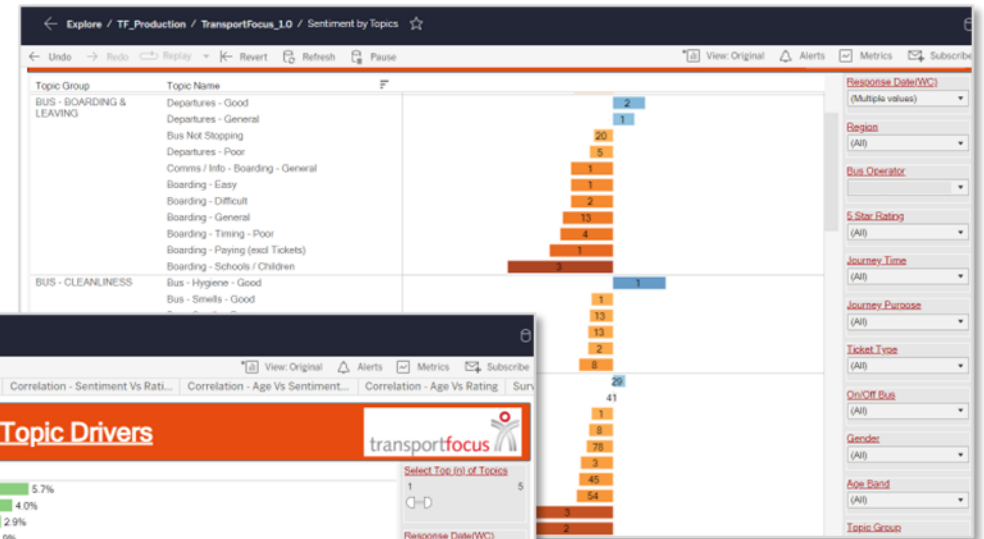 ← Explore / TF_Production / TransportFocus_1.0 / Sentiment by Topics
← Undo → Redo Replay Revert Refresh Pause View: Original Alerts Metrics Subscribe
Topic Group Topic Name
BUS - BOARDING & LEAVING
Departures - Good 2
Departures - General 1
Bus Not Stopping 20
Departures - Poor 5
Comms / Info - Boarding - General 1
Boarding - Easy 1
Boarding - Difficult 2
Boarding - General 13
Boarding - Timing - Poor 4
Boarding - Paying (excl Tickets) 1
Boarding - Schools / Children 3
BUS - CLEANLINESS Bus - Hygiene - Good 1
Bus - Smells - Good 1
13
13
2
8
29
41
1
8
78
3
45
54
3
2
Response Date(WC)
(Multiple values)
Region
(All)
Bus Operator
5 Star Rating
(All)
Journey Time
(All)
Journey Purpose
(All)
Ticket Type
(All)
On/Off Bus
(All)
Gender
(All)
Age Band
(All)
Topic Group
View: Original Alerts Metrics Subscribe
Correlation - Sentiment Vs Rati... Correlation - Age Vs Sentiment... Correlation - Age Vs Rating Surv
Topic Drivers
transportfocus
Select Top (n) of Topics
1 5
5.7%
4.0%
2.9%
Response Date(WC)